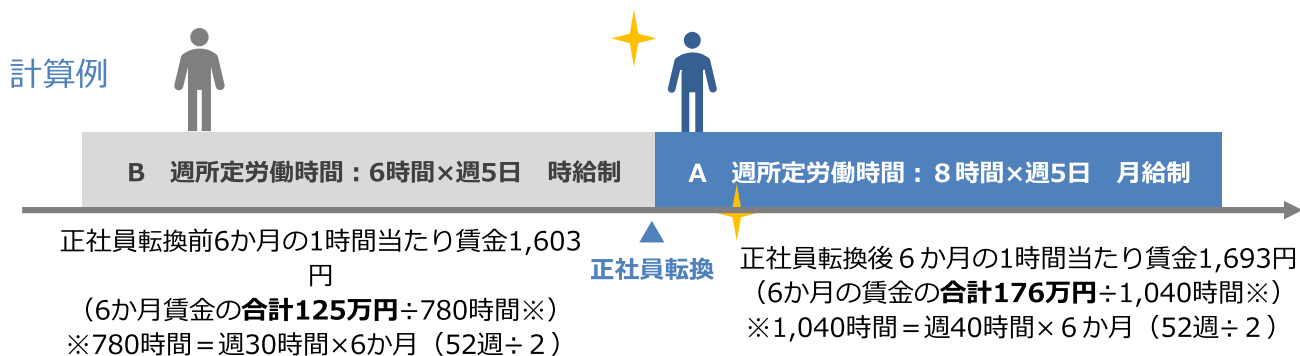 計算例
B　週所定労働時間：6時間×週5日　時給制
A　週所定労働時間：８時間×週5日　月給制
正社員転換前6か月の1時間当たり賃金1,603
円
（6か月賃金の合計125万円÷780時間※）
※780時間＝週30時間×6か月（52週÷２）
正社員転換
正社員転換後６か月の1時間当たり賃金1,693円
（6か月の賃金の合計176万円÷1,040時間※）
※1,040時間＝週40時間×６か月（52週÷２）